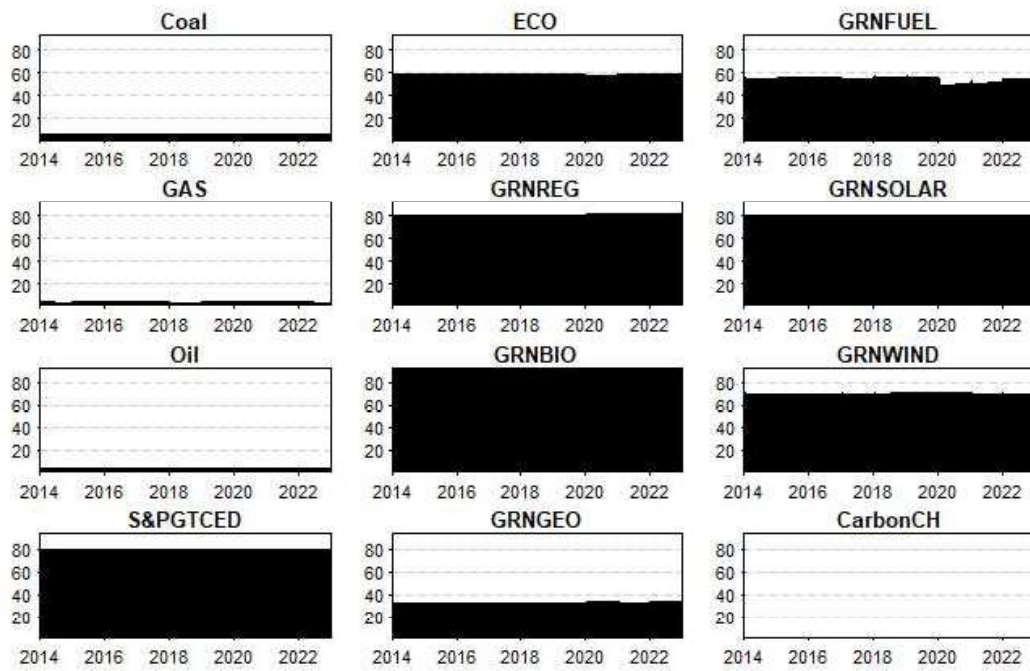 Coal ECO GRNFUEL
80 80 80
60 60 60
40 40 40
20 20 20
2014 2016 2018 2020 2022 2014 2016 2018 2020 2022 2014 2016 2018 2020 2022
GAS GRNREG GRNSOLAR
80 80 80
60 60 60
40 40 40
20 20 20
2014 2016 2018 2020 2022 2014 2016 2018 2020 2022 2014 2016 2018 2020 2022
Oil GRNBIO GRNWIND
80 80 80
60 60 60
40 40 40
20 20 20
2014 2016 2018 2020 2022 2014 2016 2018 2020 2022 2014 2016 2018 2020 2022
S&PGTCED GRNGEO CarbonCH
80 80 80
60 60 60
40 40 40
20 20 20
2014 2016 2018 2020 2022 2014 2016 2018 2020 2022 2014 2016 2018 2020 2022